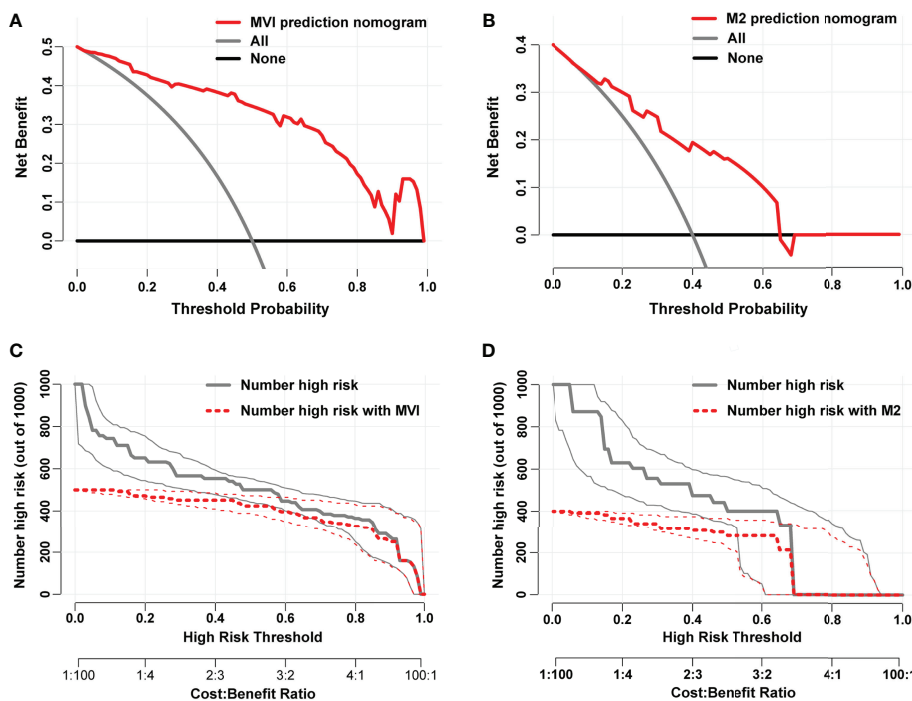 A
MVI prediction nomogram
All
None
Net Benefit
0.5
0.4
0.3
0.2
0.1
0.0
0.0 0.2 0.4 0.6 0.8 1.0
Threshold Probability
B
M2 prediction nomogram
All
None
Net Benefit
0.4
0.3
0.2
0.1
0.0
0.0 0.2 0.4 0.6 0.8 1.0
Threshold Probability
C
Number high risk
Number high risk with MVI
Number high risk (out of 1000)
1000
800
600
400
200
0
0.0 0.2 0.4 0.6 0.8 1.0
High Risk Threshold
1:100 1:4 2:3 3:2 4:1 100:1
Cost:Benefit Ratio
D
Number high risk
Number high risk with M2
Number high risk (out of 1000)
1000
800
600
400
200
0
0.0 0.2 0.4 0.6 0.8 1.0
High Risk Threshold
1:100 1:4 2:3 3:2 4:1 100:1
Cost:Benefit Ratio